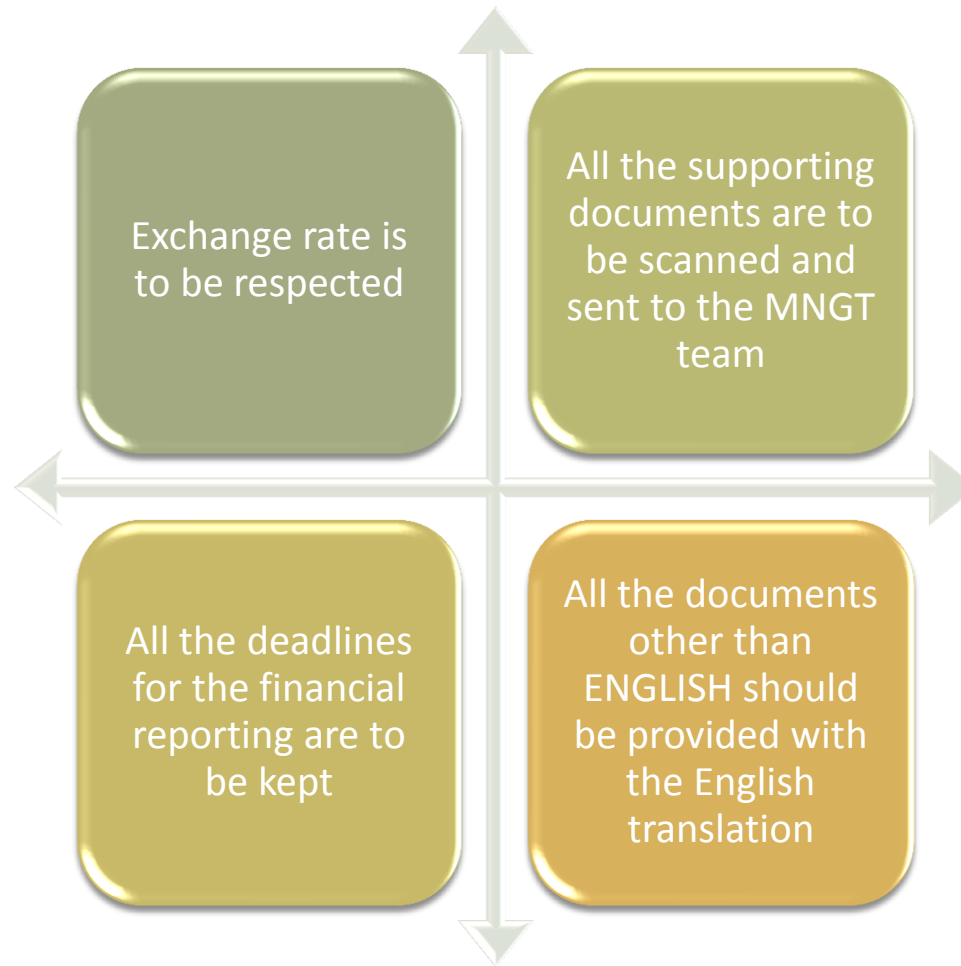 Exchange rate is
to be respected
All the supporting
documents are to
be scanned and
sent to the MNGT
team
All the deadlines
for the financial
reporting are to
be kept
All the documents
other than
ENGLISH should
be provided with
the English
translation